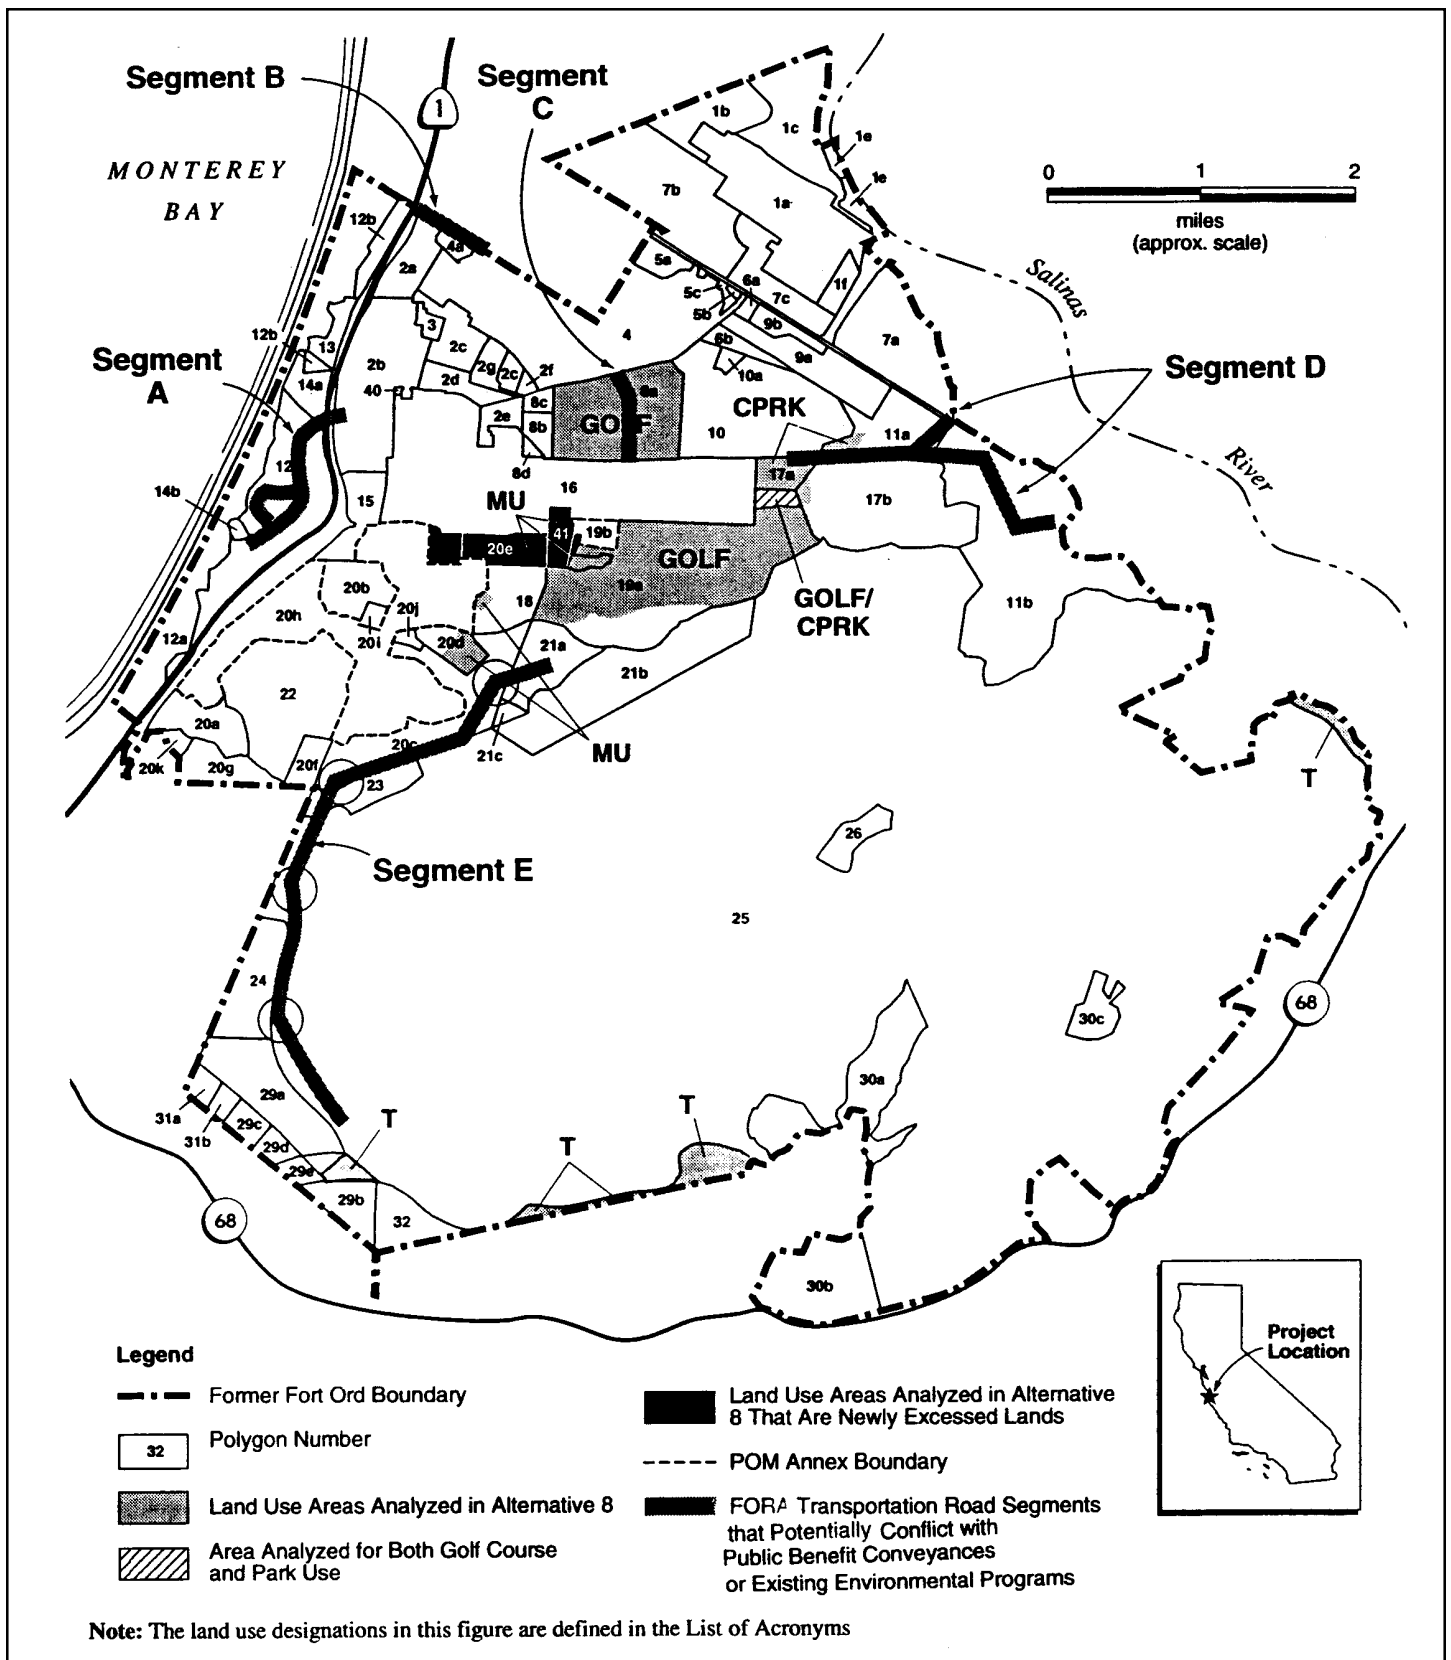 Segment B
Segment
C
1
MONTEREY
BAY
1b
1c
1e
1e
0 1 2
miles
(approx. scale)
7b
1a
12b
4a
2a
5a
5c
5b
6a
7c
1f
9b
Salinas
12b
3
13
4
6b
7a
9a
Segment
A
14a
2b
2c
2g
2c
2f
2d
40
10a
Segment D
8c
8a
CPRK
2e
8b
GOLF
10
11a
12
8d
River
14b
15
16
17a
17b
MU
41
19b
20e
GOLF
20b
20j
18
19a
GOLF/
CPRK
11b
20h
20i
12a
20d
21a
21b
22
20a
20c
21c
MU
20k
20g
20f
23
T
26
Segment E
25
24
68
30c
30a
29a
31a
31b
29c
29d
29e
T
T
T
29b
32
68
30b
Project
Location
Legend
Former Fort Ord Boundary
32
Polygon Number
Land Use Areas Analyzed in Alternative 8
Area Analyzed for Both Golf Course
and Park Use
Land Use Areas Analyzed in Alternative
8 That Are Newly Excessed Lands
POM Annex Boundary
FORA Transportation Road Segments
that Potentially Conflict with
Public Benefit Conveyances
or Existing Environmental Programs
Note: The land use designations in this figure are defined in the List of Acronyms